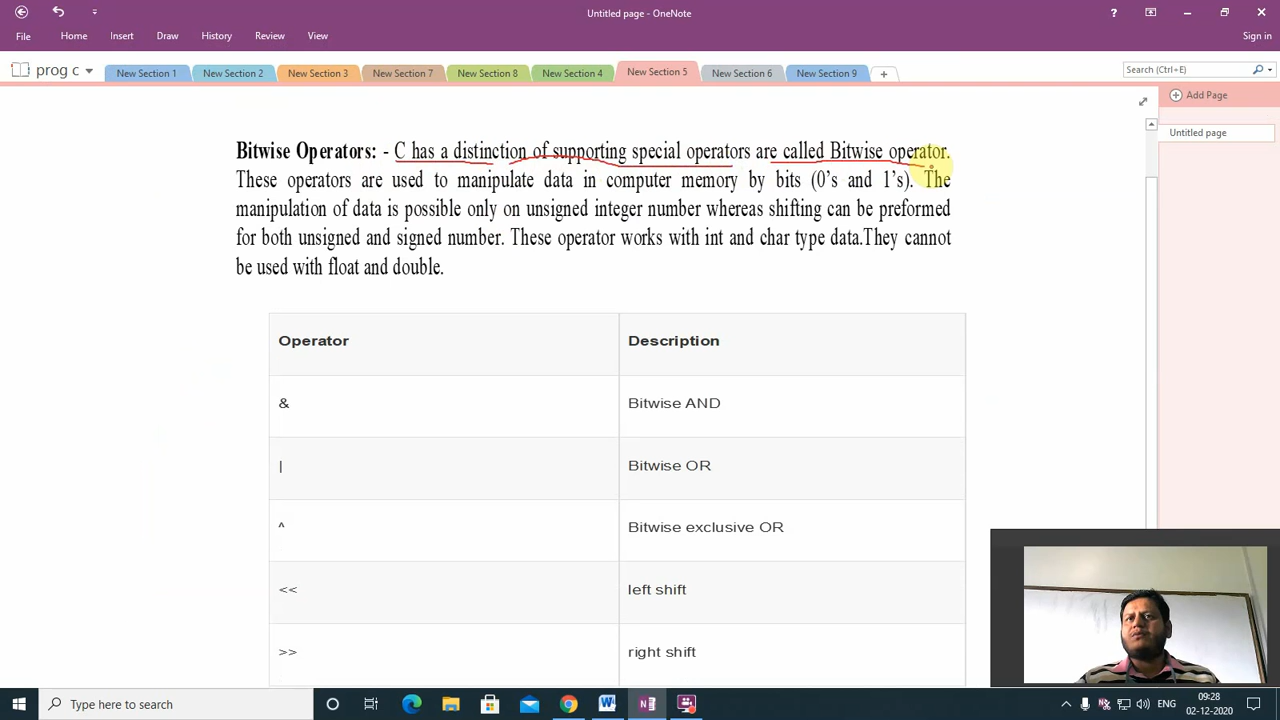 Untitled page - OneNote
?
File Home Insert Draw History Review View
Sign in
prog c
New Section 1 New Section 2 New Section 3 New Section 7 New Section 8 New Section 4 New Section 5 New Section 6 New Section 9 +
Search (Ctrl+E)
Add Page
Untitled page
Bitwise Operators: - C has a distinction of supporting special operators are called Bitwise operator.
These operators are used to manipulate data in computer memory by bits (0’s and 1’s). The
manipulation of data is possible only on unsigned integer number whereas shifting can be preformed
for both unsigned and signed number. These operator works with int and char type data.They cannot
be used with float and double.
Operator Description
& Bitwise AND
| Bitwise OR
^ Bitwise exclusive OR
<< left shift
>> right shift
Type here to search
ENG
09:28
02-12-2020